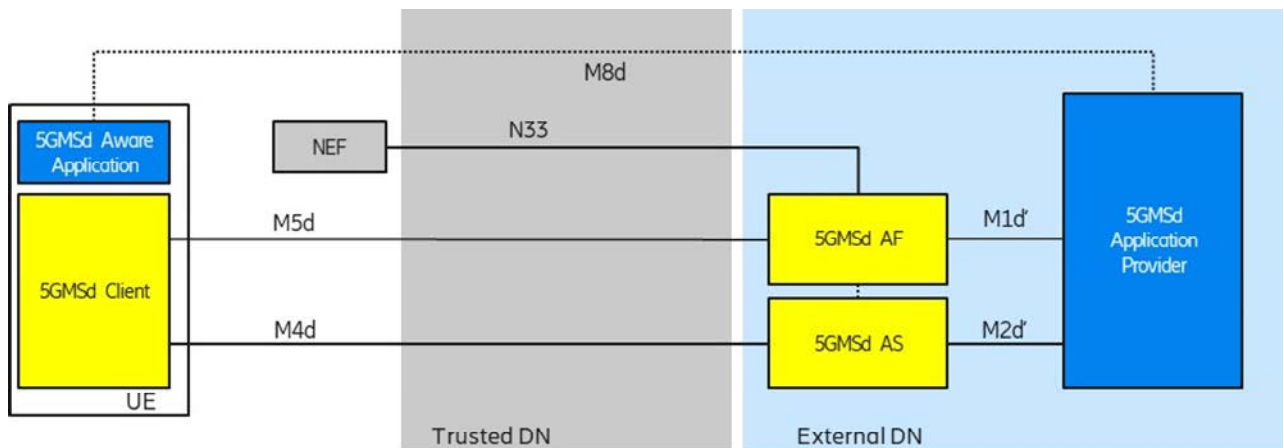 M8d
5GMSd Aware
Application
NEF
N33
5GMSd Client
M5d
5GMSd AF
M1d'
5GMSd
Application
Provider
M4d
5GMSd AS
M2d'
UE
Trusted DN
External DN